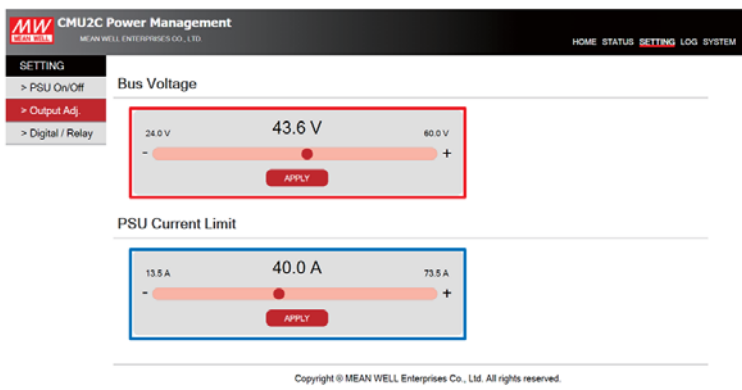 MW
MEAN WELL
CMU2C Power Management
MEAN WELL ENTERPRISES CO., LTD.
HOME STATUS SETTING LOG SYSTEM
SETTING
> PSU On/Off
> Output Adj.
> Digital / Relay
Bus Voltage
24.0 V 43.6 V 60.0 V
- +
APPLY
PSU Current Limit
13.5 A 40.0 A 73.5 A
- +
APPLY
Copyright © MEAN WELL Enterprises Co., Ltd. All rights reserved.